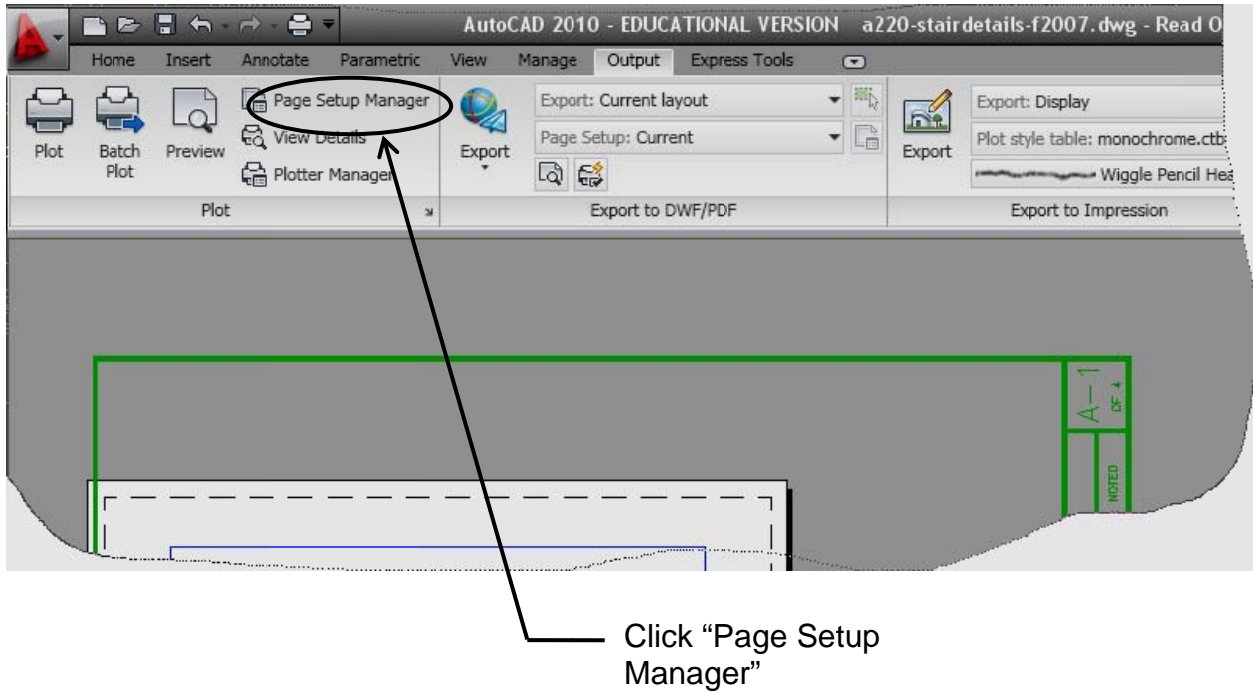 AutoCAD 2010 - EDUCATIONAL VERSION a220-stairdetails-f2007.dwg - Read O
Home Insert Annotate Parametric View Manage Output Express Tools
Page Setup Manager
View Details
Plotter Manager
Plot
Batch
Plot
Preview
Plot
Export
Export: Current layout
Page Setup: Current
Export to DWF/PDF
Export
Export: Display
Plot style table: monochrome.ctb
Wiggle Pencil Hea
Export to Impression
A-1
OF 4
NOTED
Click “Page Setup
Manager”